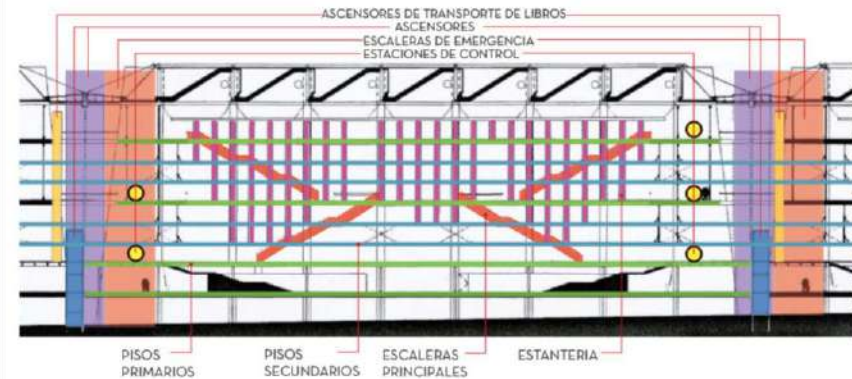 ASCENSORES DE TRANSPORTE DE LIBROS
ASCENSORES
ESCALERAS DE EMERGENCIA
ESTACIONES DE CONTROL
PISOS
PRIMARIOS
PISOS
SECUNDARIOS
ESCALERAS
PRINCIPALES
ESTANTERIA